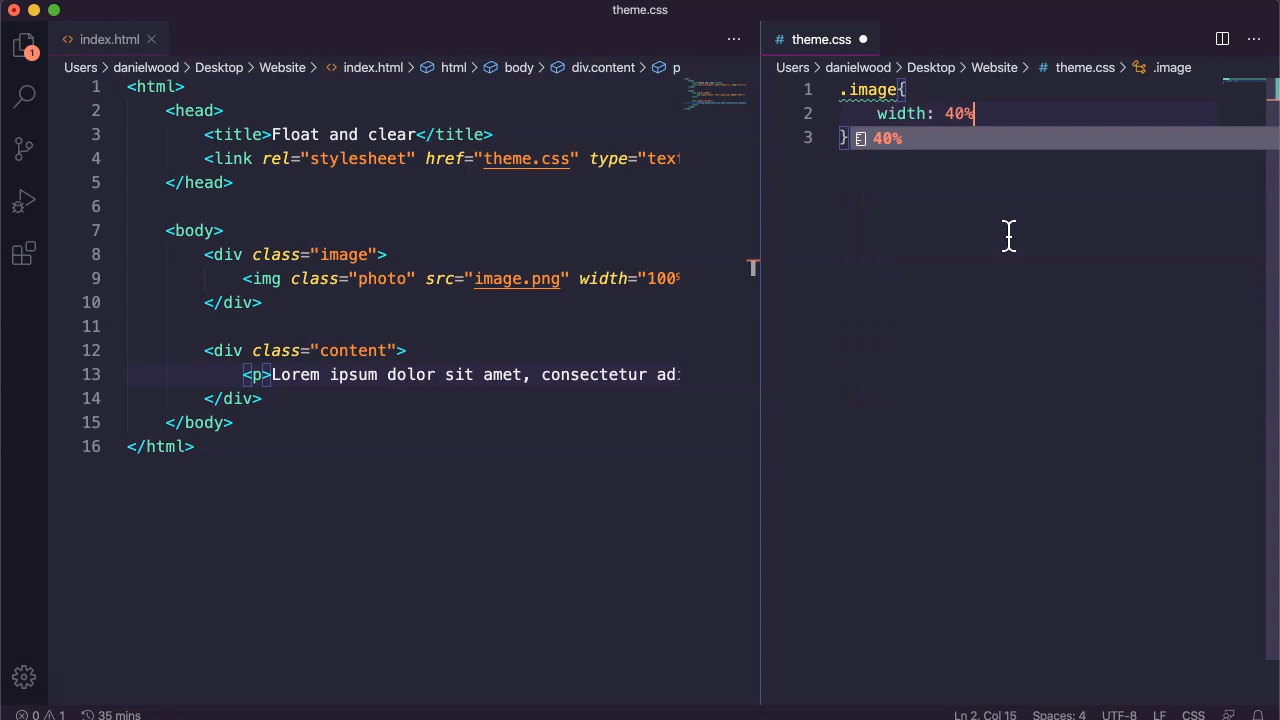 theme.css
1
index.html
Users danielwood Desktop Website index.html html body div.content p
1 <html>
2 <head>
3 <title>Float and clear</title>
4 <link rel="stylesheet" href="theme.css" type="text
5 </head>
6
7 <body>
8 <div class="image">
9 <img class="photo" src="image.png" width="100%
10 </div>
11
12 <div class="content">
13 <p>Lorem ipsum dolor sit amet, consectetur adi
14 </div>
15 </body>
16 </html>
# theme.css
Users danielwood Desktop Website # theme.css .image
1 .image{
2 width: 40%
3 }
40%
0 1 35 mins
Ln 2, Col 15 Spaces: 4 UTF-8 LF CSS